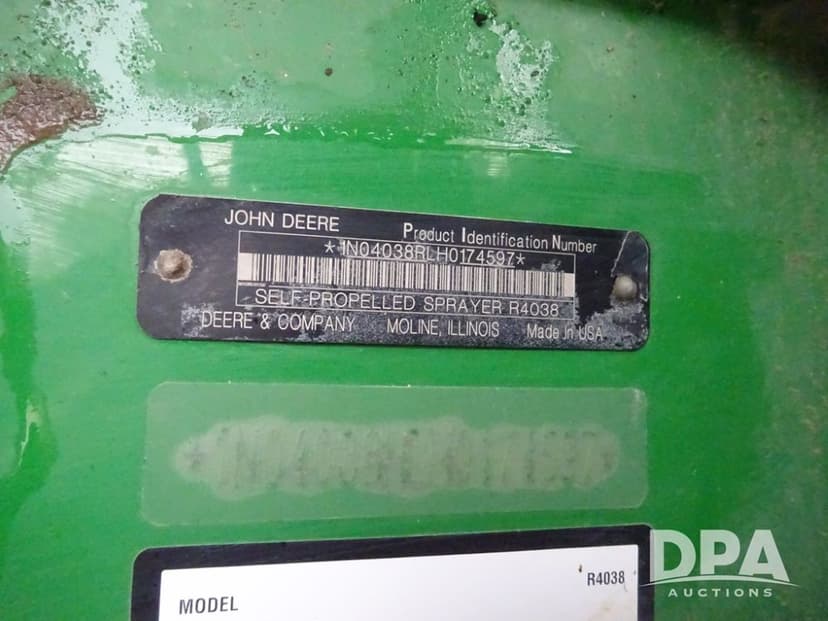 JOHN DEERE Product Identification Number
*1N04038RLH0174597*
SELF-PROPELLED SPRAYER R4038
DEERE & COMPANY MOLINE, ILLINOIS Made In USA
MODEL R4038
DPA
AUCTIONS